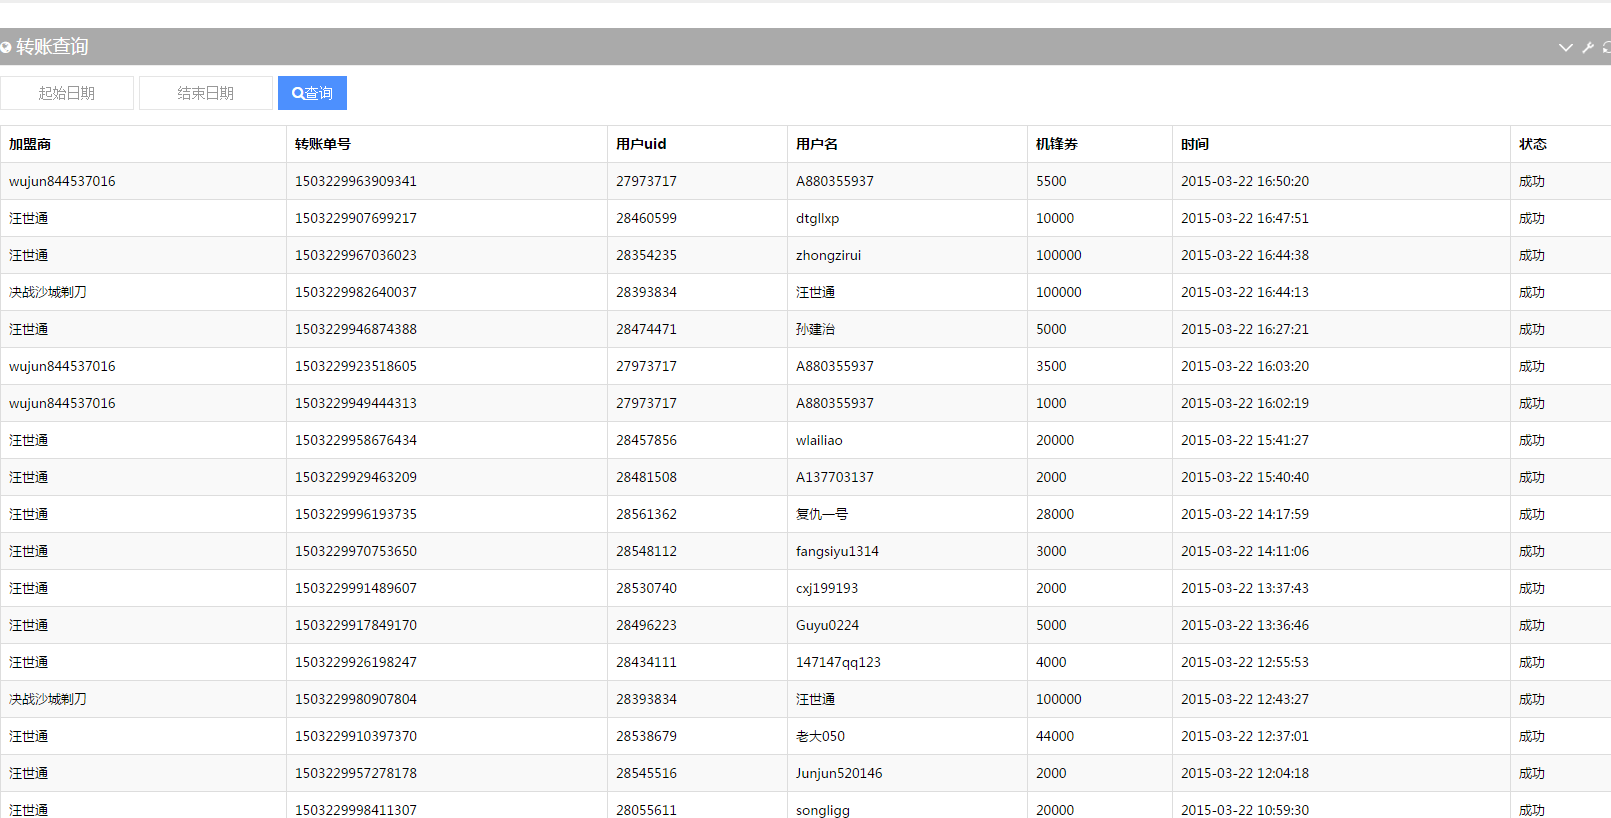 转账查询
起始日期 结束日期 查询
加盟商 转账单号 用户uid 用户名 机锋券 时间 状态
wujun844537016 1503229963909341 27973717 A880355937 5500 2015-03-22 16:50:20 成功
汪世通 1503229907699217 28460599 dtgllxp 10000 2015-03-22 16:47:51 成功
汪世通 1503229967036023 28354235 zhongzirui 100000 2015-03-22 16:44:38 成功
决战沙城剃刀 1503229982640037 28393834 汪世通 100000 2015-03-22 16:44:13 成功
汪世通 1503229946874388 28474471 孙建治 5000 2015-03-22 16:27:21 成功
wujun844537016 1503229923518605 27973717 A880355937 3500 2015-03-22 16:03:20 成功
wujun844537016 1503229949444313 27973717 A880355937 1000 2015-03-22 16:02:19 成功
汪世通 1503229958676434 28457856 wlailiao 20000 2015-03-22 15:41:27 成功
汪世通 1503229929463209 28481508 A137703137 2000 2015-03-22 15:40:40 成功
汪世通 1503229996193735 28561362 复仇一号 28000 2015-03-22 14:17:59 成功
汪世通 1503229970753650 28548112 fangsiyu1314 3000 2015-03-22 14:11:06 成功
汪世通 1503229991489607 28530740 cxj199193 2000 2015-03-22 13:37:43 成功
汪世通 1503229917849170 28496223 Guyu0224 5000 2015-03-22 13:36:46 成功
汪世通 1503229926198247 28434111 147147qq123 4000 2015-03-22 12:55:53 成功
决战沙城剃刀 1503229980907804 28393834 汪世通 100000 2015-03-22 12:43:27 成功
汪世通 1503229910397370 28538679 老大050 44000 2015-03-22 12:37:01 成功
汪世通 1503229957278178 28545516 Junjun520146 2000 2015-03-22 12:04:18 成功
汪世通 1503229998411307 28055611 songligg 20000 2015-03-22 10:59:30 成功